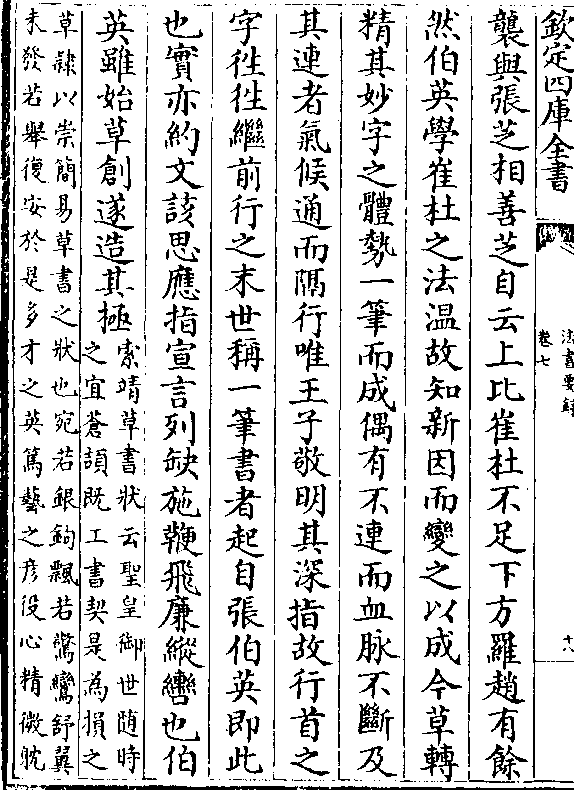 欽定四庫全書
法書要錄
卷七
十八
襲與張芝相善芝自云上比崔杜不足下方羅趙有餘
然伯英學崔杜之法温故知新因而變之以成今草轉
精其妙字之體勢一筆而成偶有不連而血脉不斷及
其連者氣候通而隔行唯王子敬明其深指故行首之
字徃徃繼前行之末世稱一筆書者起自張伯英即此
也實亦約文該思應指宣言列缺施鞭飛廉縱轡也伯
英雖始草創遂造其極
索靖草書狀云聖皇御世随時
之宜蒼頡既工書契是為損之
草隷以崇簡易草書之狀也宛若銀鉤飄若驚鸞舒翼
未發若舉復安於是多才之英篤藝之彦役心精微耽